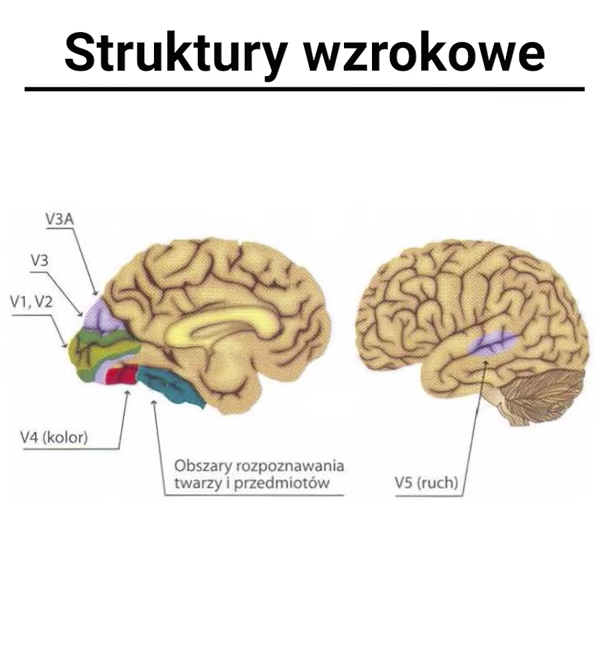 Struktury wzrokowe
V3A
V3
V1, V2
V4 (kolor)
Obszary rozpoznawania
twarzy i przedmiotów
V5 (ruch)